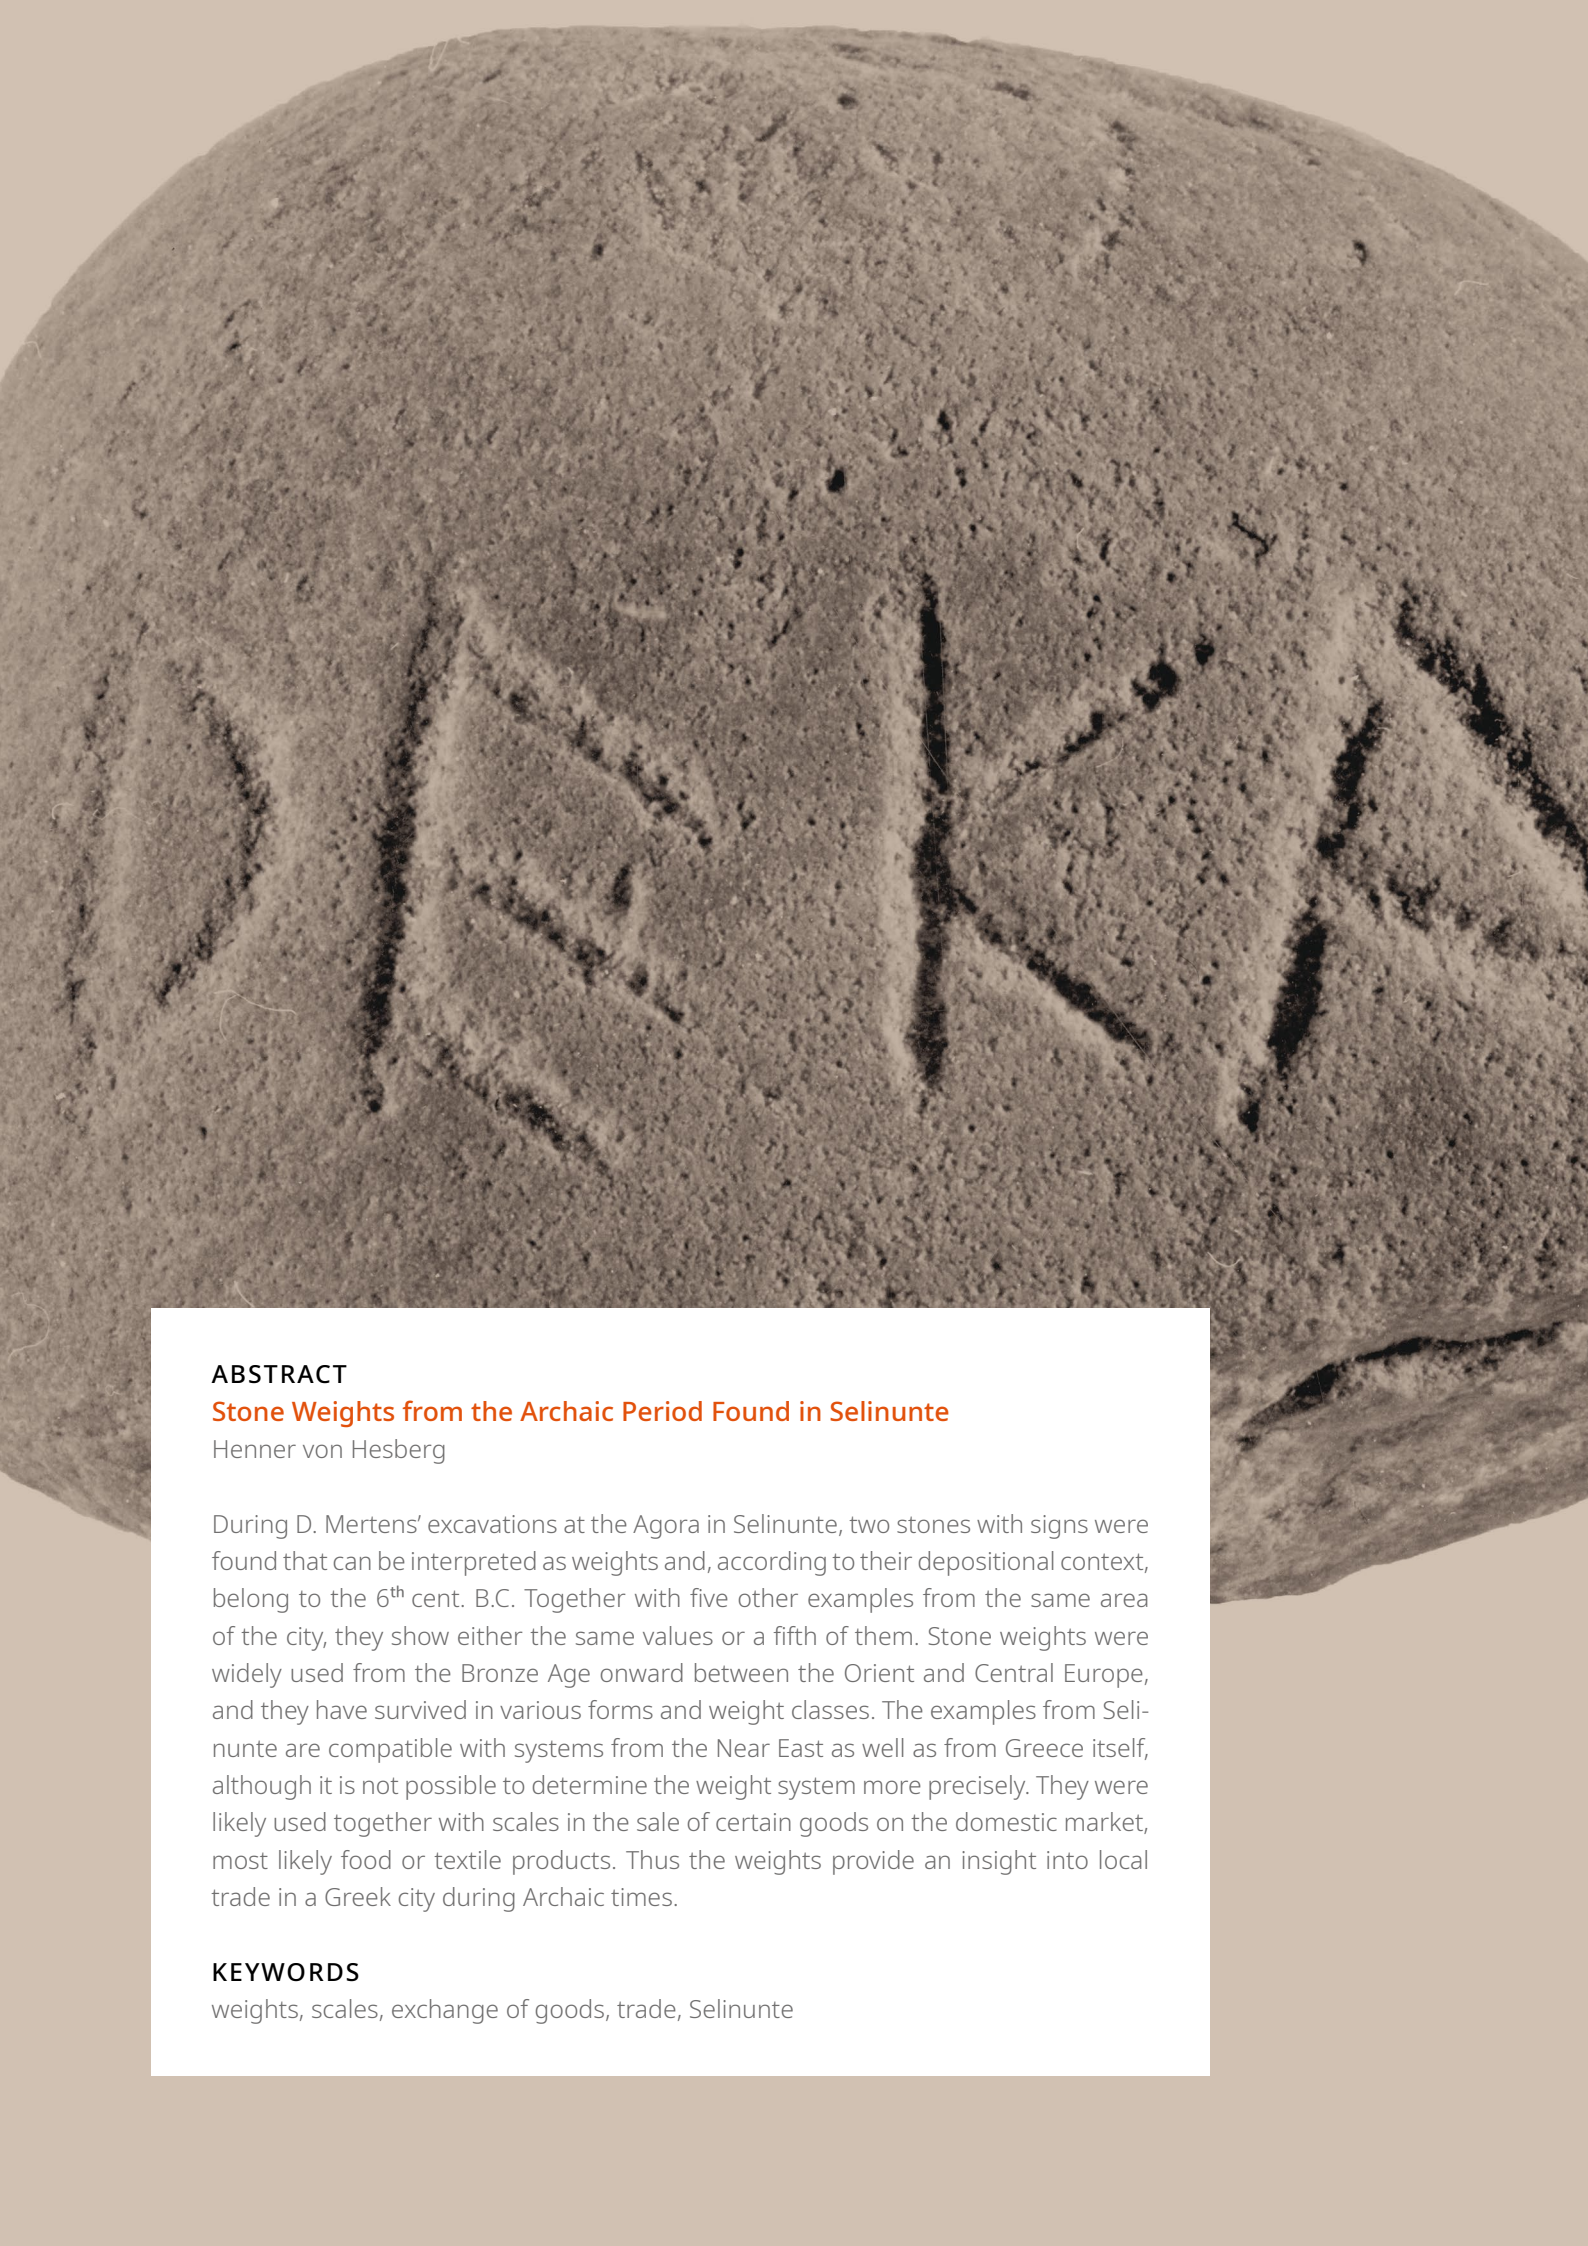 ΔΕΚΑ
ABSTRACT
Stone Weights from the Archaic Period Found in Selinunte
Henner von Hesberg
During D. Mertens’ excavations at the Agora in Selinunte, two stones with signs were
found that can be interpreted as weights and, according to their depositional context,
belong to the 6th cent. B.C. Together with five other examples from the same area
of the city, they show either the same values or a fifth of them. Stone weights were
widely used from the Bronze Age onward between the Orient and Central Europe,
and they have survived in various forms and weight classes. The examples from Seli-
nunte are compatible with systems from the Near East as well as from Greece itself,
although it is not possible to determine the weight system more precisely. They were
likely used together with scales in the sale of certain goods on the domestic market,
most likely food or textile products. Thus the weights provide an insight into local
trade in a Greek city during Archaic times.
KEYWORDS
weights, scales, exchange of goods, trade, Selinunte